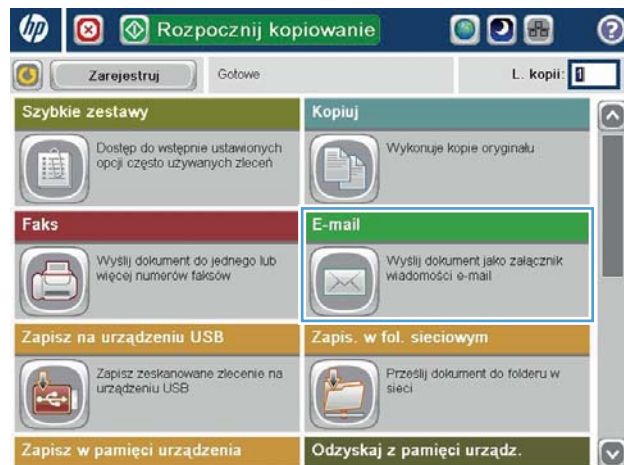 hp
Rozpocznij kopiowanie
?
Zarejestruj
Gotowe
L. kopii: 1
Szybkie zestawy
Kopiuj
Dostęp do wstępnie ustawionych
opcji często używanych zleceń
Wykonuje kopie oryginału
Faks
E-mail
Wyślij dokument do jednego lub
więcej numerów faksów
Wyślij dokument jako załącznik
wiadomości e-mail
Zapisz na urządzeniu USB
Zapis. w fol. sieciowym
Zapisz zeskanowane zlecenie na
urządzeniu USB
Prześlij dokument do folderu w
sieci
Zapisz w pamięci urządzenia
Odzyskaj z pamięci urządz.